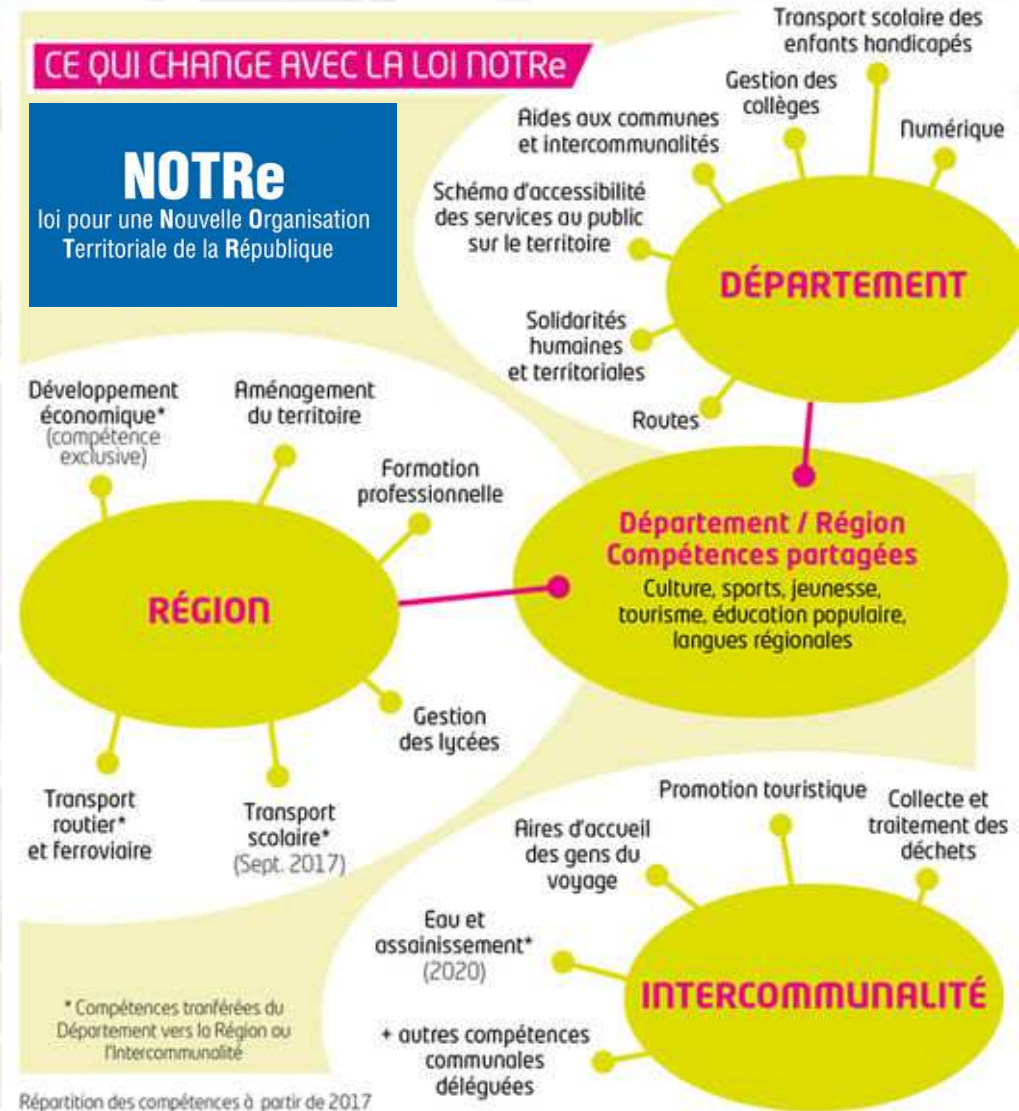 CE QUI CHANGE AVEC LA LOI NOTRe
NOTRe
loi pour une Nouvelle Organisation
Territoriale de la République
Transport scolaire des
enfants handicapés
Gestion des
collèges
Numérique
Aides aux communes
et intercommunalités
Schéma d'accessibilité
des services au public
sur le territoire
Solidarités
humaines
et territoriales
Routes
DÉPARTEMENT
Développement
économique*
(compétence
exclusive)
Aménagement
du territoire
Formation
professionnelle
RÉGION
Gestion
des lycées
Transport
routier*
et ferroviaire
Transport
scolaire*
(Sept. 2017)
Département / Région
Compétences partagées
Culture, sports, jeunesse,
tourisme, éducation populaire,
langues régionales
Promotion touristique
Collecte et
traitement des
déchets
Aires d'accueil
des gens du
voyage
Eau et
assainissement*
(2020)
+ autres compétences
communales
déléguées
INTERCOMMUNALITÉ
* Compétences tranférées du
Département vers la Région ou
l'Intercommunalité
Répartition des compétences à partir de 2017